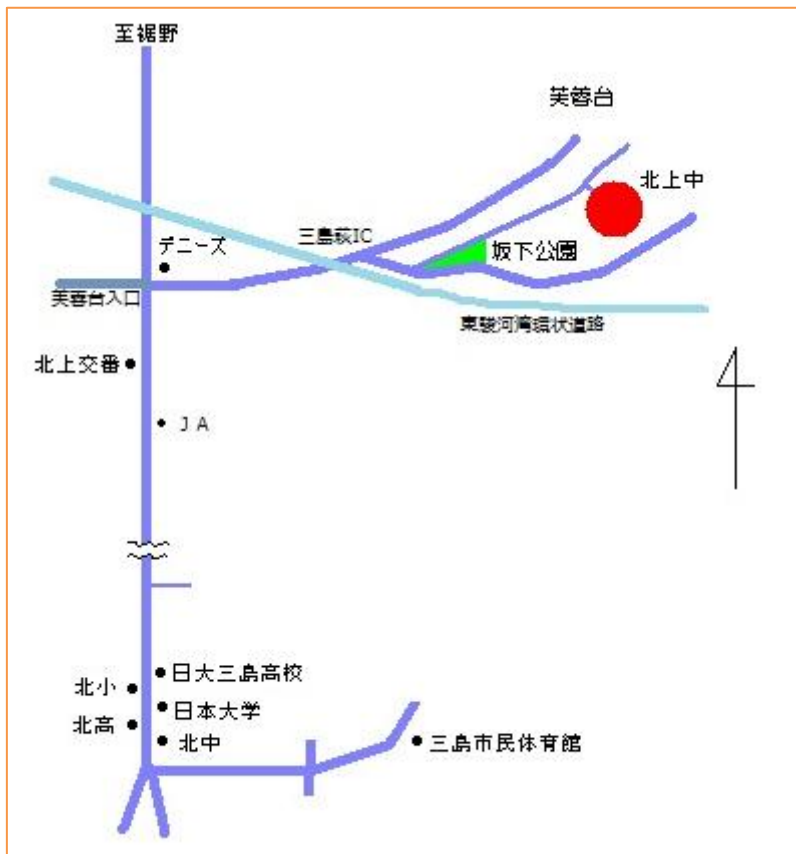 至裾野
芙蓉台
北上中
デニーズ
三島萩IC
坂下公園
芙蓉台入口
東駿河湾環状道路
北上交番
JA
日大三島高校
北小
日本大学
北高
北中
三島市民体育館